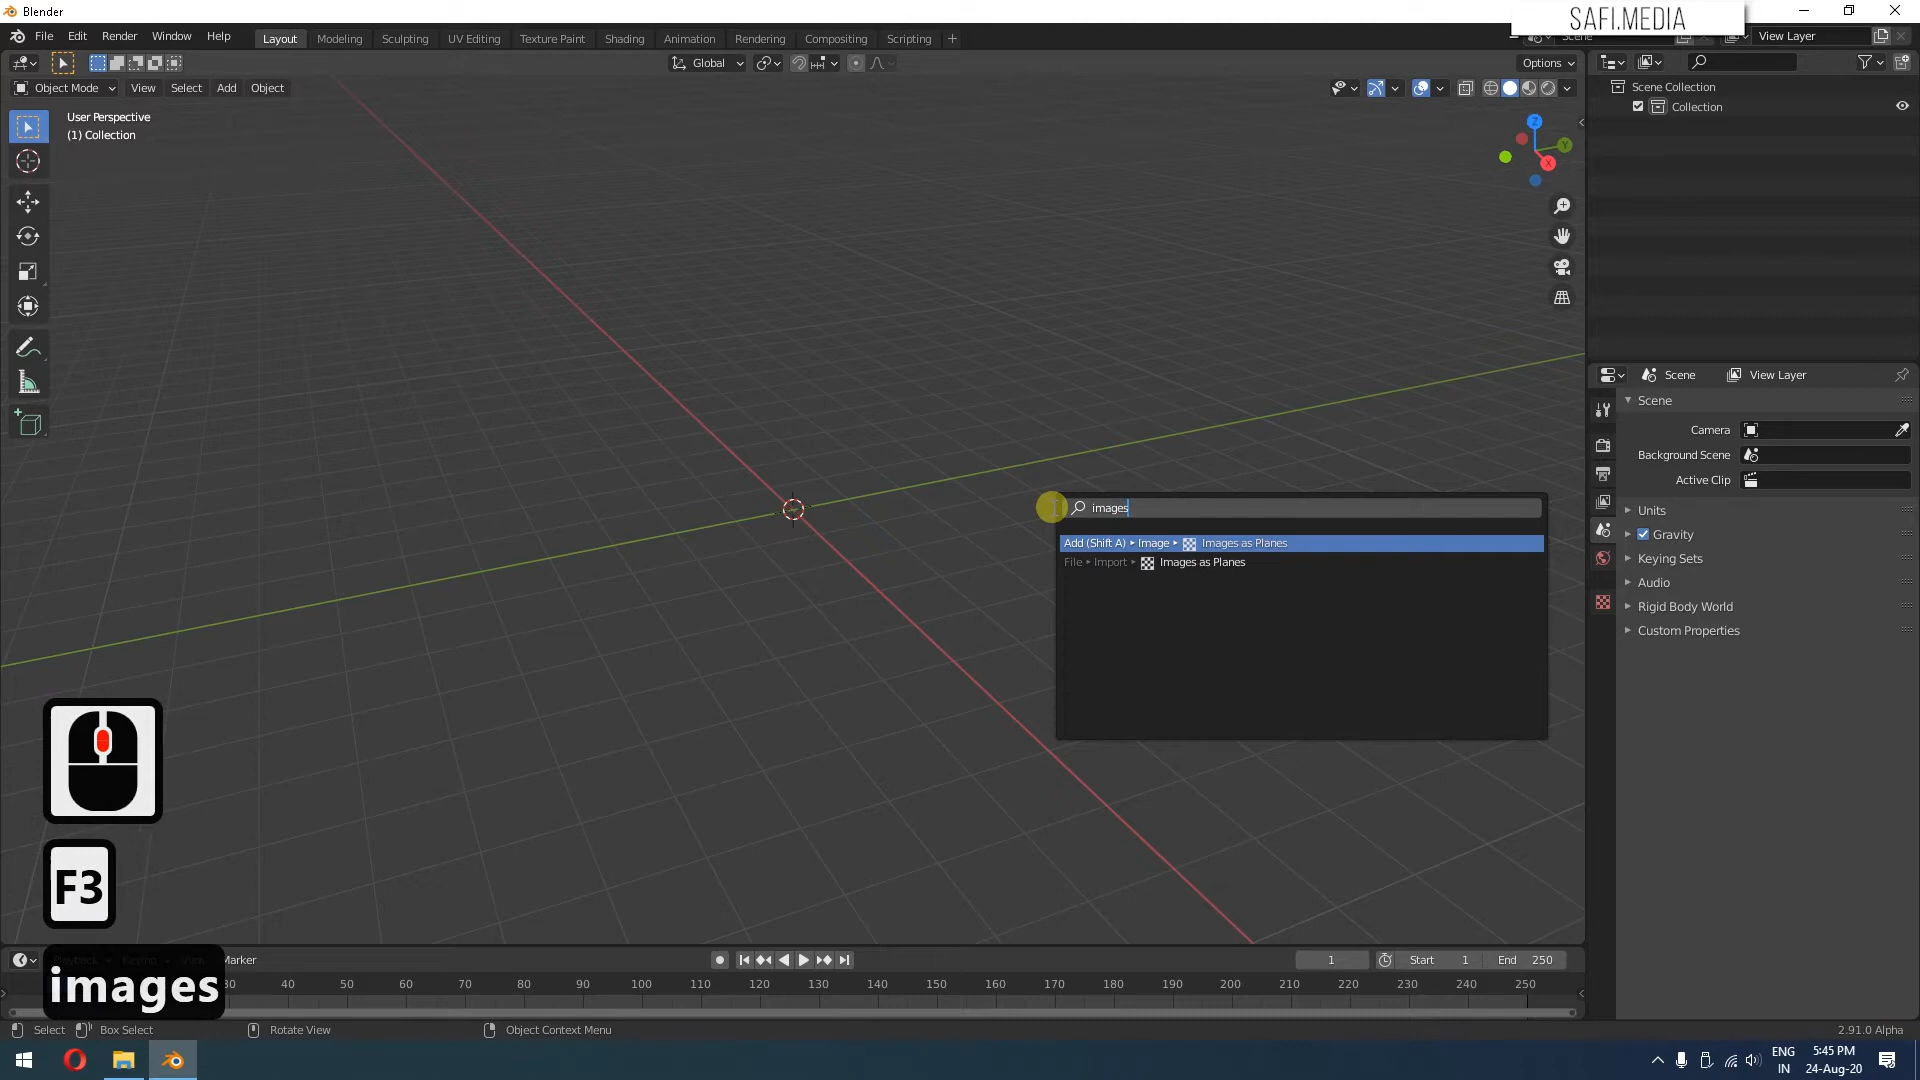 Blender
SAFI.MEDIA
File Edit Render Window Help
Layout Modeling Sculpting UV Editing Texture Paint Shading Animation Rendering Compositing Scripting +
Scene View Layer
Global
Options
Object Mode View Select Add Object
User Perspective
(1) Collection
Z
Y
X
Scene Collection
Collection
Scene View Layer
Scene
Camera
Background Scene
Active Clip
Units
Gravity
Keying Sets
Audio
Rigid Body World
Custom Properties
images
Add (Shift A) ▸ Image ▸ Images as Planes
File ▸ Import ▸ Images as Planes
F3
images
Marker
1 Start 1 End 250
30 40 50 60 70 80 90 100 110 120 130 140 150 160 170 180 190 200 210 220 230 240 250
Select Box Select Rotate View Object Context Menu
2.91.0 Alpha
ENG
IN
5:45 PM
24-Aug-20